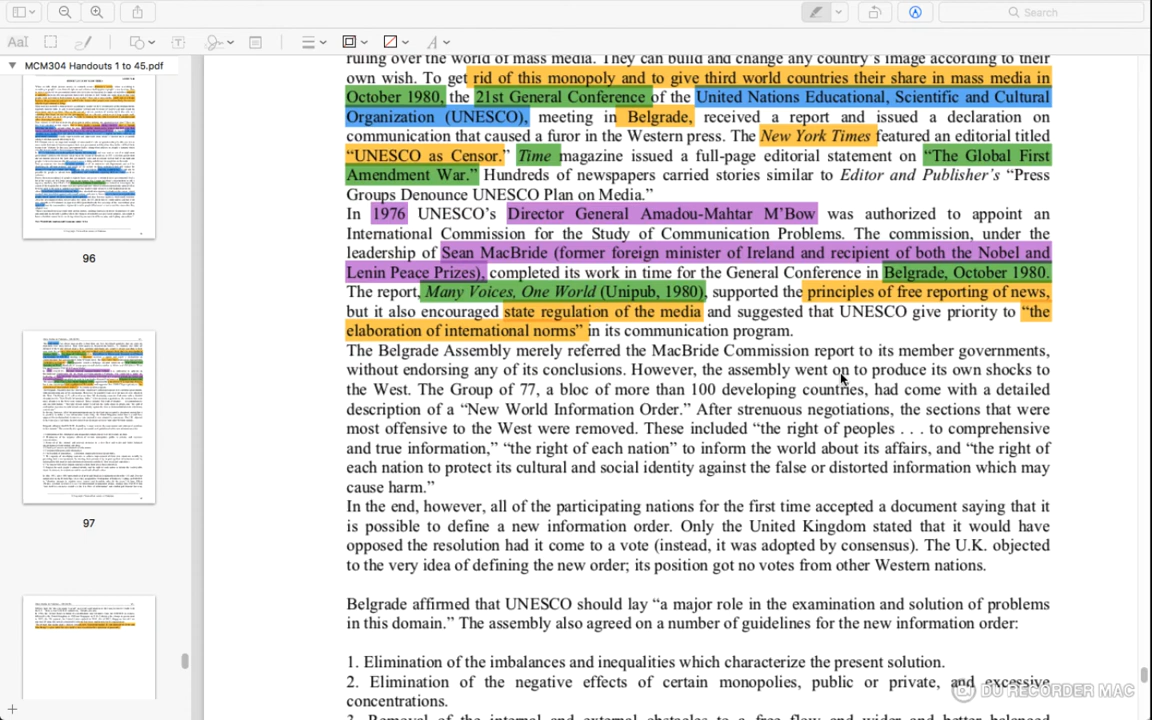 Search
AaI
MCM304 Handouts 1 to 45.pdf
96
97
ruling over the world of mass media. They can build and change any country's image according to their
own wish. To get rid of this monopoly and to give third world countries their share in mass media in
October 1980, the 21st General Conference of the United Nations Educational, Scientific and Cultural
Organization (UNESCO), meeting in Belgrade, received a report and issued a declaration on
communication that caused a furor in the Western press. The New York Times featured an editorial titled
“UNESCO as Censor.” Time magazine issued a full-page editorial statement on “The Global First
Amendment War.” Hundreds of newspapers carried stories similar to Editor and Publisher’s “Press
Groups Denounce UNESCO Plan on Media.”
In 1976 UNESCO’s Director General Amadou-Mahtar M’Bow was authorized to appoint an
International Commission for the Study of Communication Problems. The commission, under the
leadership of Sean MacBride (former foreign minister of Ireland and recipient of both the Nobel and
Lenin Peace Prizes), completed its work in time for the General Conference in Belgrade, October 1980.
The report, Many Voices, One World (Unipub, 1980), supported the principles of free reporting of news,
but it also encouraged state regulation of the media and suggested that UNESCO give priority to “the
elaboration of international norms” in its communication program.
The Belgrade Assembly merely referred the MacBride Commission report to its member governments,
without endorsing any of its conclusions. However, the assembly went on to produce its own shocks to
the West. The Group of 77, a bloc of more than 100 developing countries, had come with a detailed
description of a “New World Information Order.” After strenuous negotiations, the sections that were
most offensive to the West were removed. These included “the right of peoples . . . to comprehensive
and true information,” “the right of each nation” to inform the world about its affairs, and “the right of
each nation to protect its cultural and social identity against the false or distorted information which may
cause harm.”
In the end, however, all of the participating nations for the first time accepted a document saying that it
is possible to define a new information order. Only the United Kingdom stated that it would have
opposed the resolution had it come to a vote (instead, it was adopted by consensus). The U.K. objected
to the very idea of defining the new order; its position got no votes from other Western nations.
Belgrade affirmed that UNESCO should lay “a major role in the examination and solution of problems
in this domain.” The assembly also agreed on a number of guidelines for the new information order:
1. Elimination of the imbalances and inequalities which characterize the present solution.
2. Elimination of the negative effects of certain monopolies, public or private, and excessive
concentrations.
3. Removal of the internal and external obstacles to a free flow and wider and better balanced
DU RECORDER MAC